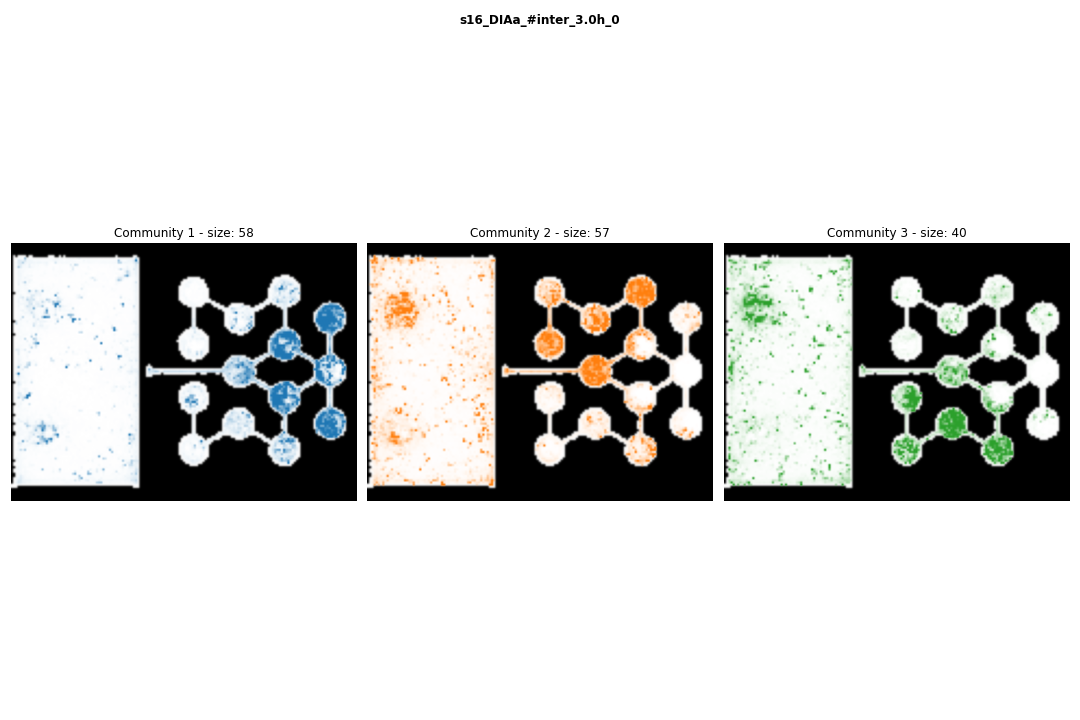 s16_DIAa_#inter_3.0h_0
Community 1 - size: 58
Community 2 - size: 57
Community 3 - size: 40